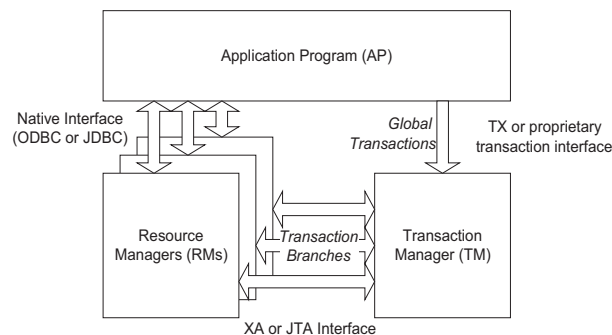 Application Program (AP)
Native Interface
(ODBC or JDBC)
Global
Transactions
TX or proprietary
transaction interface
Resource
Managers (RMs)
Transaction
Branches
Transaction
Manager (TM)
XA or JTA Interface